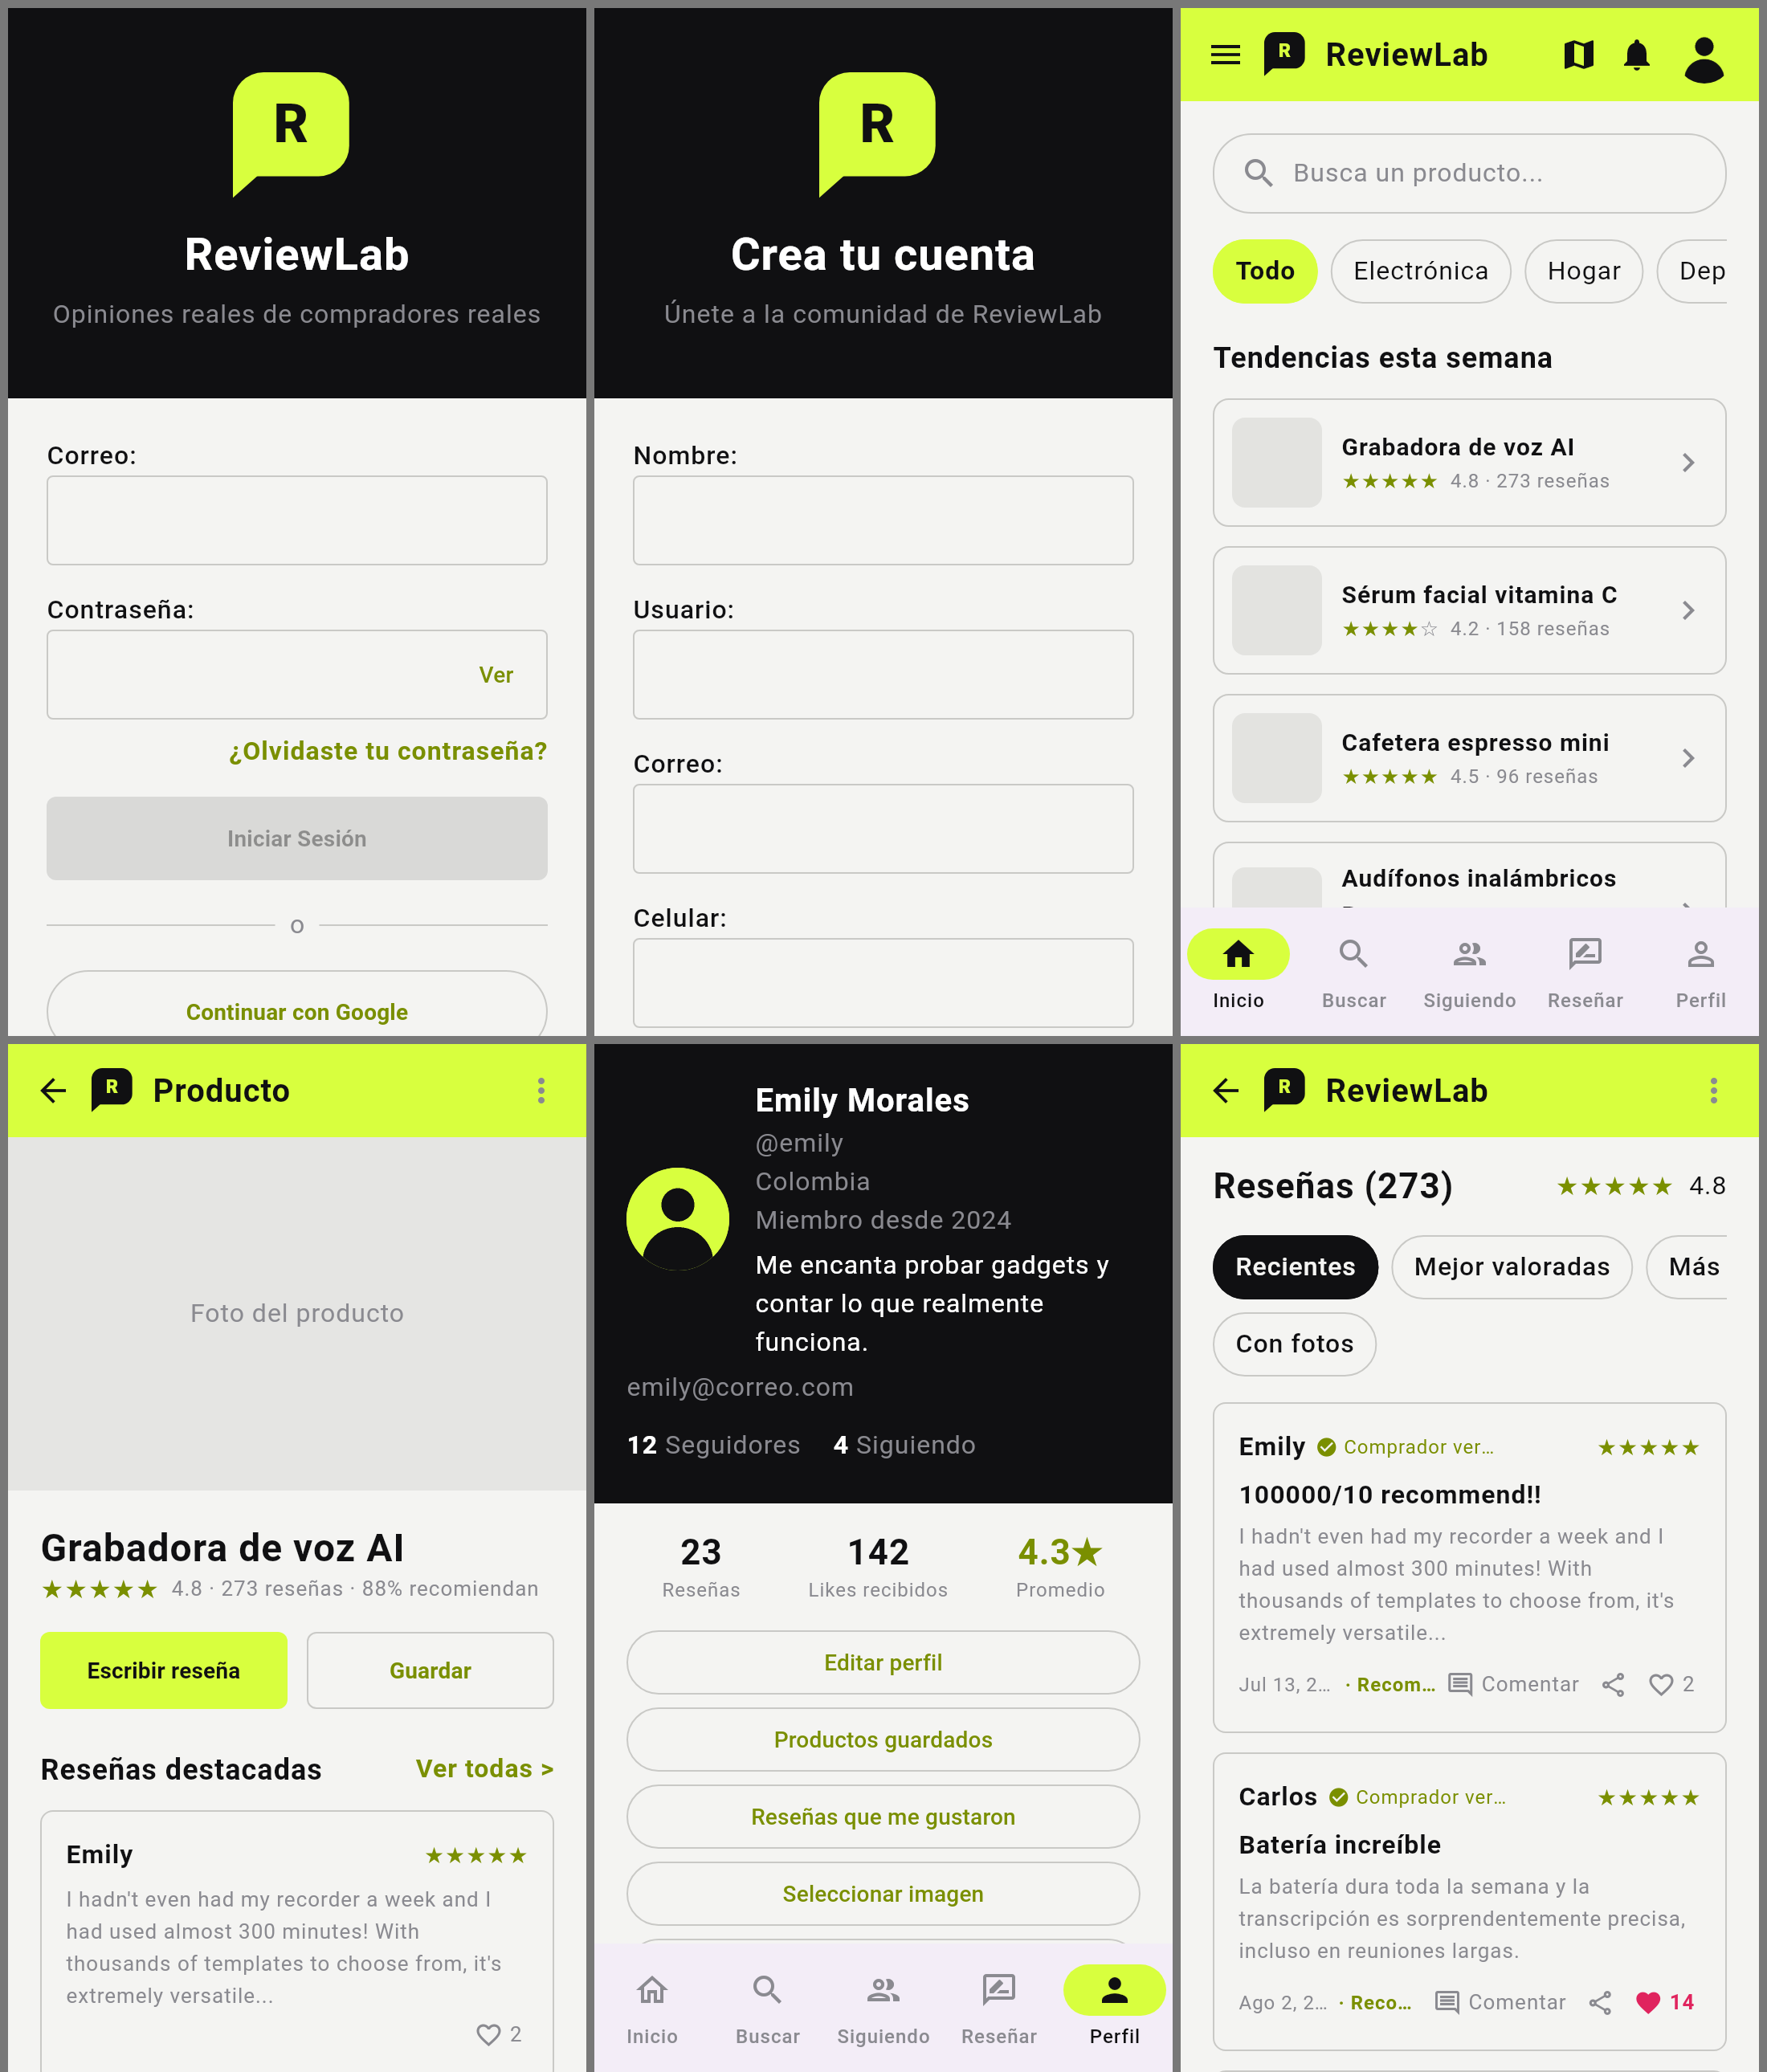 R
ReviewLab
Opiniones reales de compradores reales
Correo:
Contraseña:
Ver
¿Olvidaste tu contraseña?
Iniciar Sesión
o
Continuar con Google
R
Crea tu cuenta
Únete a la comunidad de ReviewLab
Nombre:
Usuario:
Correo:
Celular:
R ReviewLab
Busca un producto...
Todo Electrónica Hogar Dep
Tendencias esta semana
Grabadora de voz AI
★★★★★ 4.8 · 273 reseñas
Sérum facial vitamina C
★★★★☆ 4.2 · 158 reseñas
Cafetera espresso mini
★★★★★ 4.5 · 96 reseñas
Audífonos inalámbricos
Inicio Buscar Siguiendo Reseñar Perfil
R Producto
Foto del producto
Grabadora de voz AI
★★★★★ 4.8 · 273 reseñas · 88% recomiendan
Escribir reseña Guardar
Reseñas destacadas Ver todas >
Emily ★★★★★
I hadn't even had my recorder a week and I
had used almost 300 minutes! With
thousands of templates to choose from, it's
extremely versatile...
2
Emily Morales
@emily
Colombia
Miembro desde 2024
Me encanta probar gadgets y
contar lo que realmente
funciona.
emily@correo.com
12 Seguidores 4 Siguiendo
23 142 4.3★
Reseñas Likes recibidos Promedio
Editar perfil
Productos guardados
Reseñas que me gustaron
Seleccionar imagen
Inicio Buscar Siguiendo Reseñar Perfil
R ReviewLab
Reseñas (273) ★★★★★ 4.8
Recientes Mejor valoradas Más
Con fotos
Emily Comprador ver... ★★★★★
100000/10 recommend!!
I hadn't even had my recorder a week and I
had used almost 300 minutes! With
thousands of templates to choose from, it's
extremely versatile...
Jul 13, 2... · Recom... Comentar 2
Carlos Comprador ver... ★★★★★
Batería increíble
La batería dura toda la semana y la
transcripción es sorprendentemente precisa,
incluso en reuniones largas.
Ago 2, 2... · Reco... Comentar 14